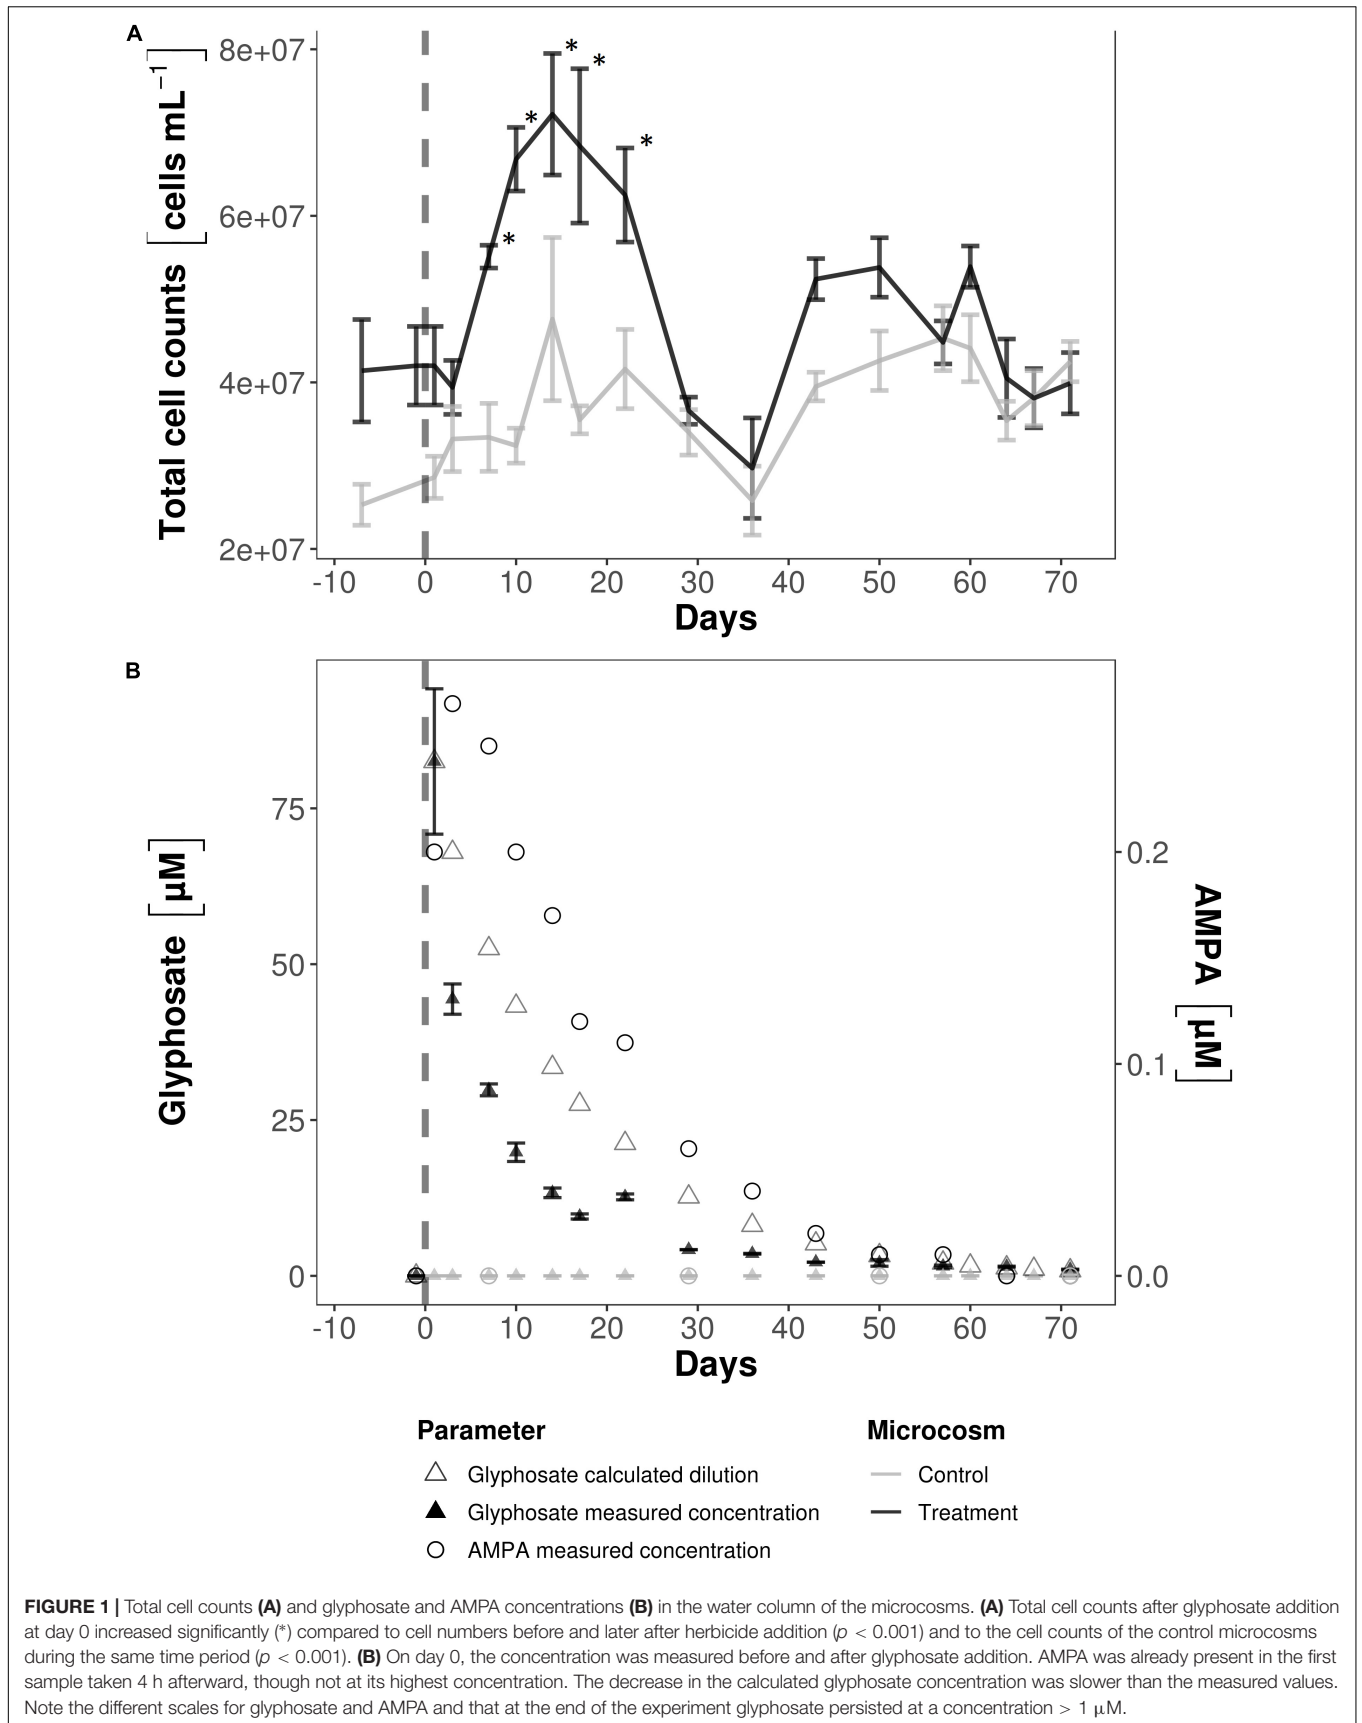 A
Total cell counts [ cells mL⁻¹ ]
8e+07
6e+07
4e+07
2e+07
*
*
*
*
*
-10 0 10 20 30 40 50 60 70
Days
B
Glyphosate [ µM ]
75
50
25
0
0.2
0.1
0.0
AMPA [ µM ]
-10 0 10 20 30 40 50 60 70
Days
Parameter
Glyphosate calculated dilution
Glyphosate measured concentration
AMPA measured concentration
Microcosm
Control
Treatment
FIGURE 1 | Total cell counts (A) and glyphosate and AMPA concentrations (B) in the water column of the microcosms. (A) Total cell counts after glyphosate addition
at day 0 increased significantly (*) compared to cell numbers before and later after herbicide addition (p < 0.001) and to the cell counts of the control microcosms
during the same time period (p < 0.001). (B) On day 0, the concentration was measured before and after glyphosate addition. AMPA was already present in the first
sample taken 4 h afterward, though not at its highest concentration. The decrease in the calculated glyphosate concentration was slower than the measured values.
Note the different scales for glyphosate and AMPA and that at the end of the experiment glyphosate persisted at a concentration > 1 µM.